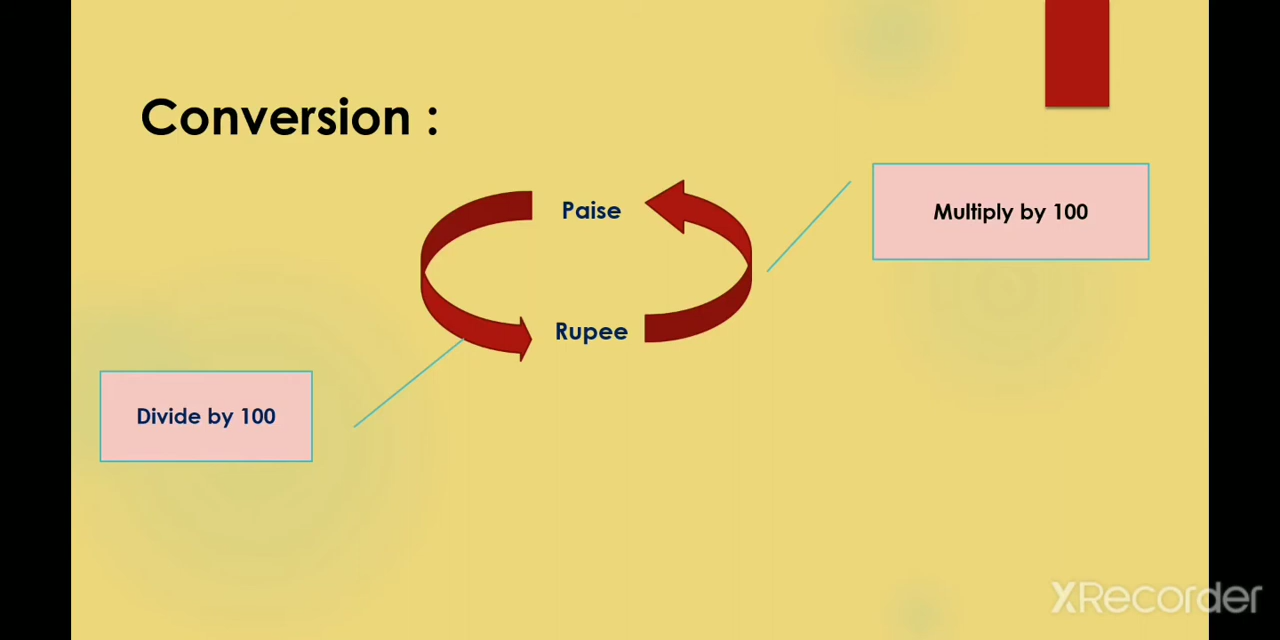 Conversion :
Paise
Multiply by 100
Rupee
Divide by 100
XRecorder